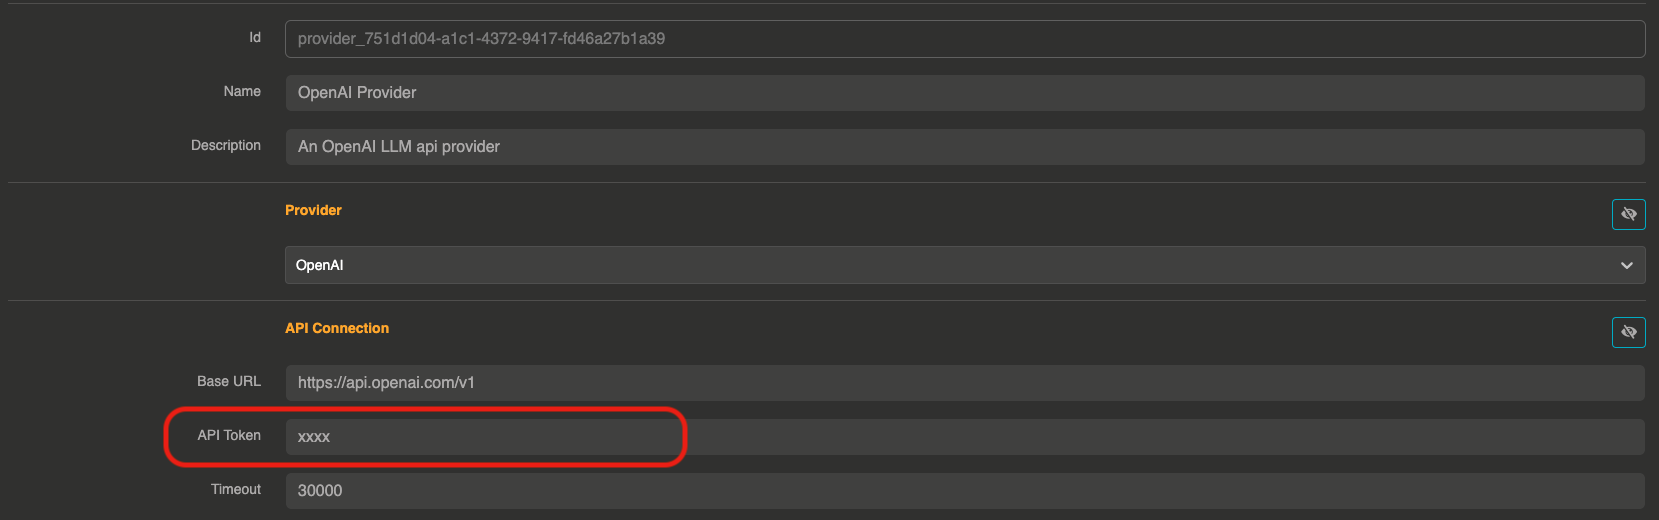 Id provider_751d1d04-a1c1-4372-9417-fd46a27b1a39
Name OpenAI Provider
Description An OpenAI LLM api provider
Provider
OpenAI
API Connection
Base URL https://api.openai.com/v1
API Token xxxx
Timeout 30000